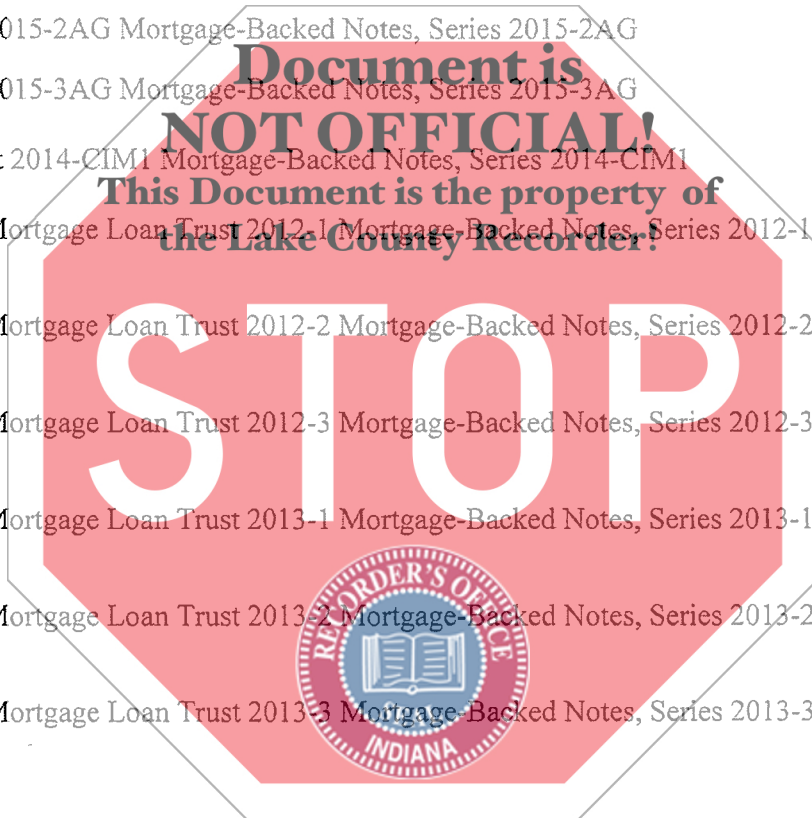 015-2AG Mortgage-Backed Notes, Series 2015-2AG
Document is
015-3AG Mortgage-Backed Notes, Series 2015-3AG
NOT OFFICIAL!
2014-CIM1 Mortgage-Backed Notes, Series 2014-CIM1
This Document is the property of
Mortgage Loan Trust 2012-1 Mortgage-Backed Notes, Series 2012-1
the Lake County Recorder!
Mortgage Loan Trust 2012-2 Mortgage-Backed Notes, Series 2012-2
STOP
Mortgage Loan Trust 2012-3 Mortgage-Backed Notes, Series 2012-3
Mortgage Loan Trust 2013-1 Mortgage-Backed Notes, Series 2013-1
RECORDER'S OFFICE
Mortgage Loan Trust 2013-2 Mortgage-Backed Notes, Series 2013-2
Mortgage Loan Trust 2013-3 Mortgage-Backed Notes, Series 2013-3
INDIANA